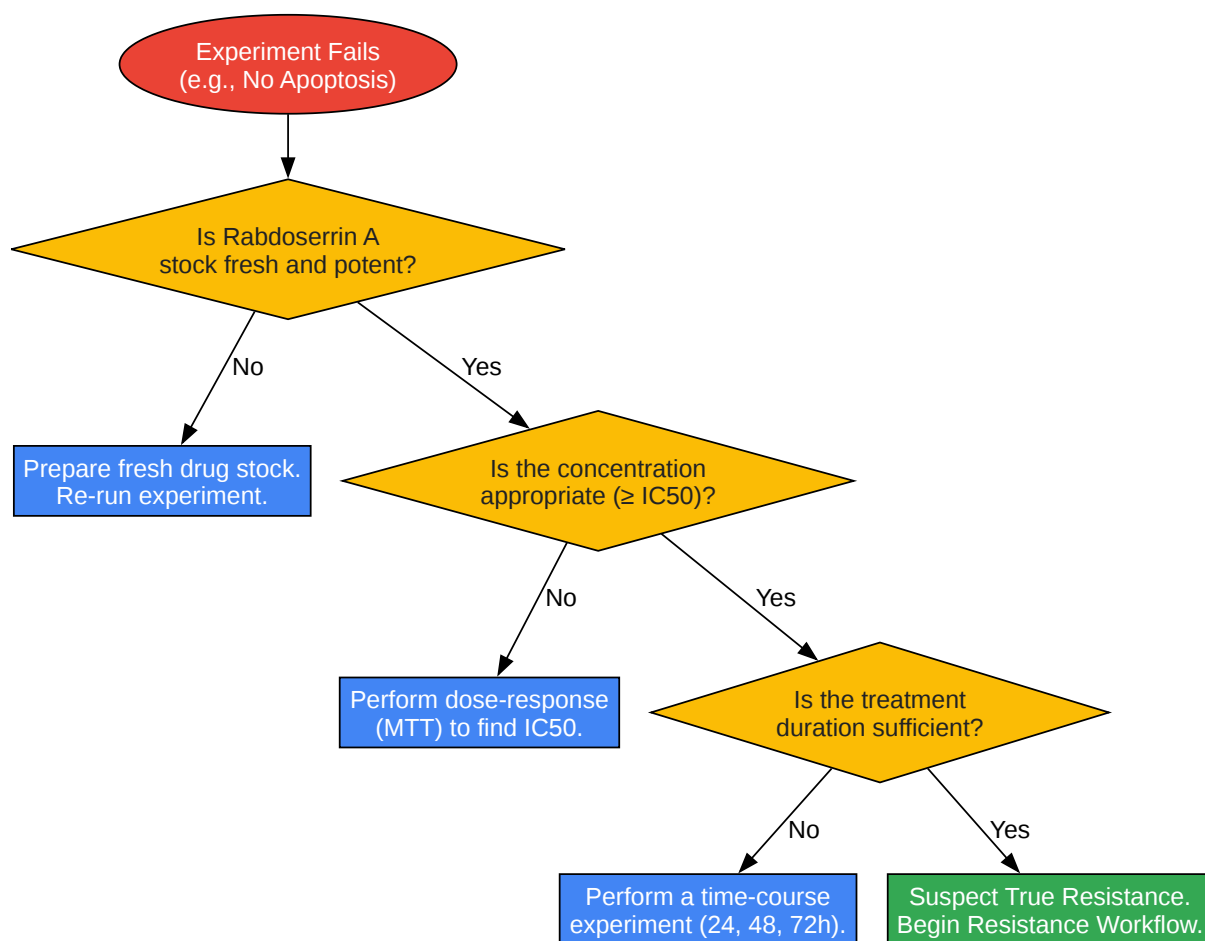 Experiment Fails
(e.g., No Apoptosis)
Is Rabdoserrin A
stock fresh and potent?
No
Yes
Prepare fresh drug stock.
Re-run experiment.
Is the concentration
appropriate (≥ IC50)?
No
Yes
Perform dose-response
(MTT) to find IC50.
Is the treatment
duration sufficient?
No
Yes
Perform a time-course
experiment (24, 48, 72h).
Suspect True Resistance.
Begin Resistance Workflow.